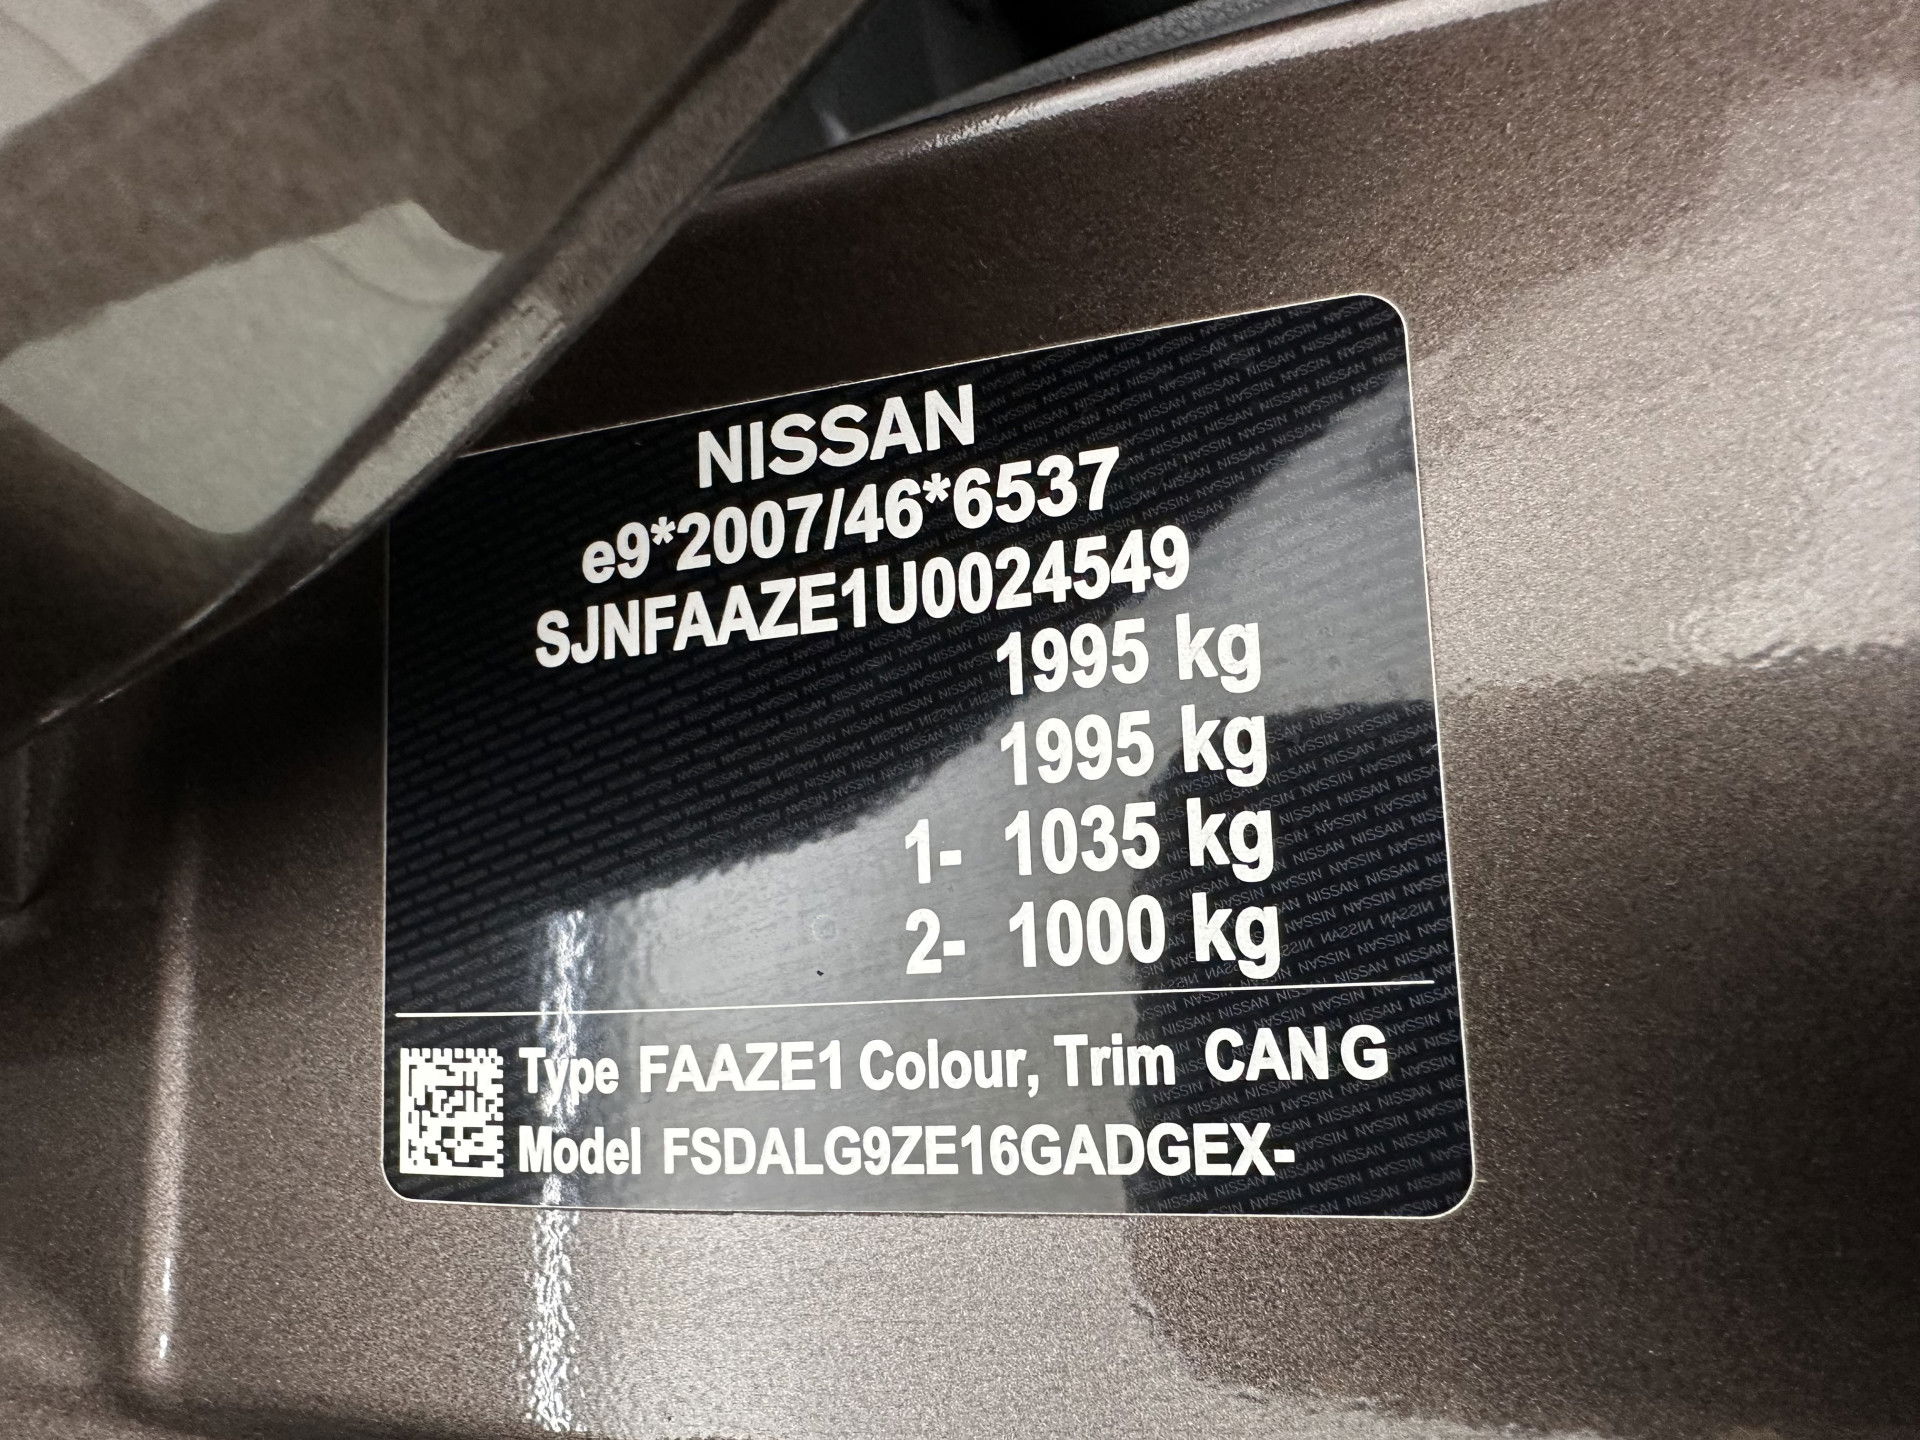 NISSAN
e9*2007/46*6537
SJNFAAZE1U0024549
1995 kg
1995 kg
1- 1035 kg
2- 1000 kg
Type FAAZE1 Colour, Trim CAN G
Model FSDALG9ZE16GADGEX-